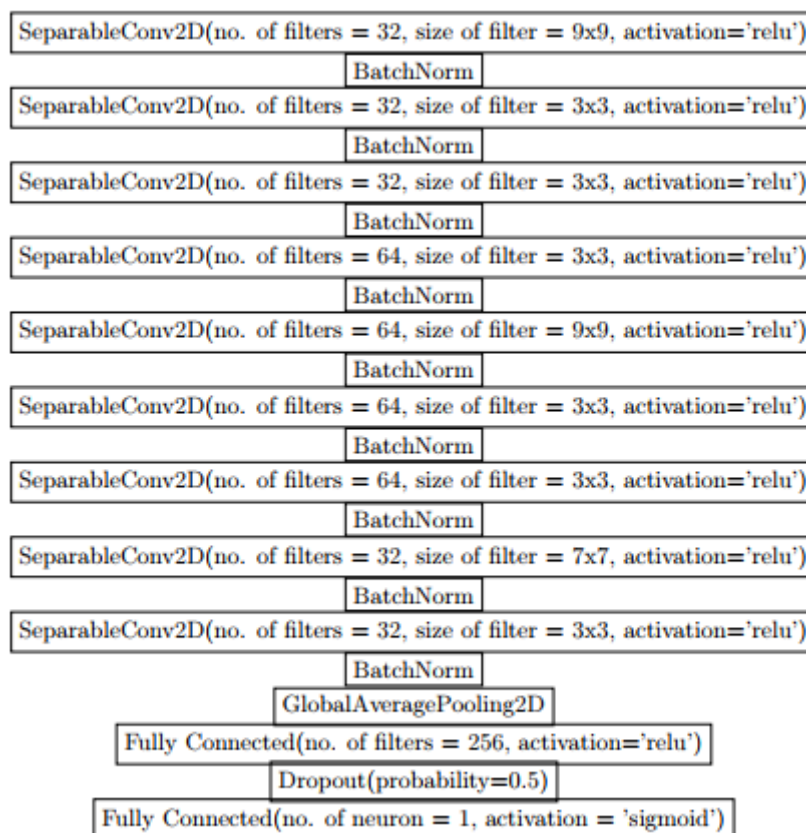 SeparableConv2D(no. of filters = 32, size of filter = 9x9, activation='relu')
BatchNorm
SeparableConv2D(no. of filters = 32, size of filter = 3x3, activation='relu')
BatchNorm
SeparableConv2D(no. of filters = 32, size of filter = 3x3, activation='relu')
BatchNorm
SeparableConv2D(no. of filters = 64, size of filter = 3x3, activation='relu')
BatchNorm
SeparableConv2D(no. of filters = 64, size of filter = 9x9, activation='relu')
BatchNorm
SeparableConv2D(no. of filters = 64, size of filter = 3x3, activation='relu')
BatchNorm
SeparableConv2D(no. of filters = 64, size of filter = 3x3, activation='relu')
BatchNorm
SeparableConv2D(no. of filters = 32, size of filter = 7x7, activation='relu')
BatchNorm
SeparableConv2D(no. of filters = 32, size of filter = 3x3, activation='relu')
BatchNorm
GlobalAveragePooling2D
Fully Connected(no. of filters = 256, activation='relu')
Dropout(probability=0.5)
Fully Connected(no. of neuron = 1, activation = 'sigmoid')